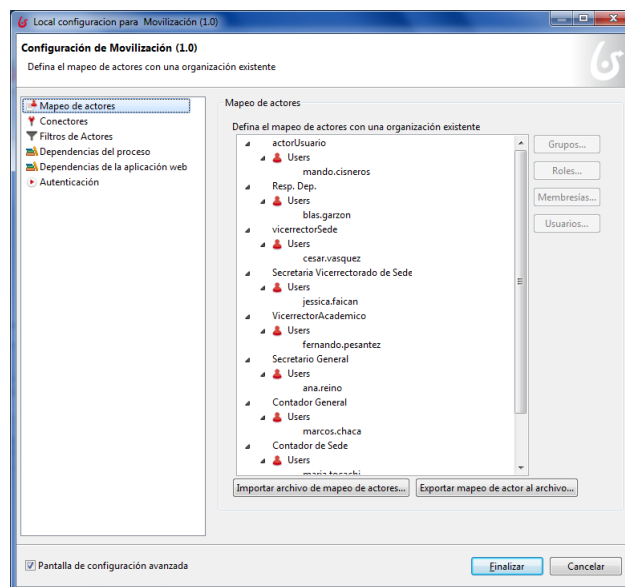 Local configuracion para Movilización (1.0)
Configuración de Movilización (1.0)
Defina el mapeo de actores con una organización existente
Mapeo de actores
Conectores
Filtros de Actores
Dependencias del proceso
Dependencias de la aplicación web
Autenticación
Mapeo de actores
Defina el mapeo de actores con una organización existente
actorUsuario
Users
mando.cisneros
Resp. Dep.
Users
blas.garzon
vicerrectorSede
Users
cesar.vasquez
Secretaria Vicerrectorado de Sede
Users
jessica.faican
VicerrectorAcademico
Users
fernando.pesantez
Secretario General
Users
ana.reino
Contador General
Users
marcos.chaca
Contador de Sede
Users
maria.tocachi
Grupos...
Roles...
Membresías...
Usuarios...
Importar archivo de mapeo de actores...
Exportar mapeo de actor al archivo...
Pantalla de configuración avanzada
Finalizar
Cancelar